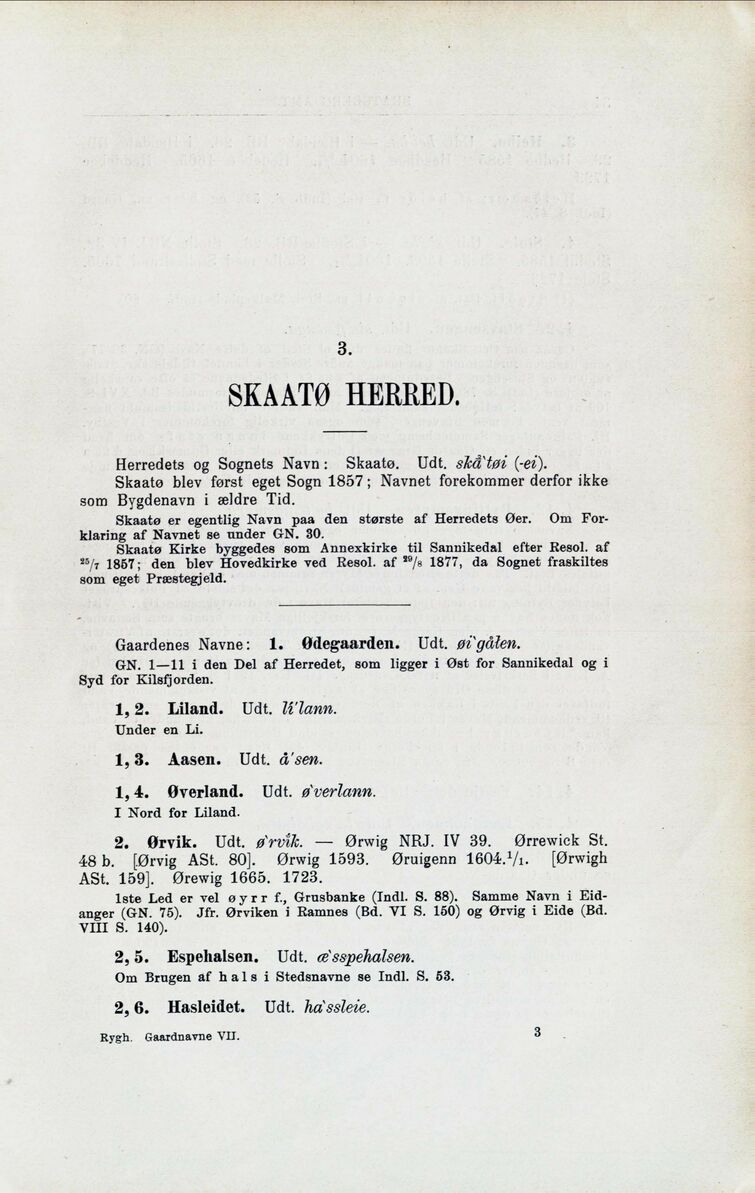 3.
SKAATØ HERRED.
Herredets og Sognets Navn: Skaatø. Udt. skå`tøi (-ei).
Skaatø blev først eget Sogn 1857; Navnet forekommer derfor ikke
som Bygdenavn i ældre Tid.
Skaatø er egentlig Navn paa den største af Herredets Øer. Om For-
klaring af Navnet se under GN. 30.
Skaatø Kirke byggedes som Annexkirke til Sannikedal efter Resol. af
25/7 1857; den blev Hovedkirke ved Resol. af 29/8 1877, da Sognet fraskiltes
som eget Præstegjeld.
Gaardenes Navne: 1. Ødegaarden. Udt. øi`gålen.
GN. 1—11 i den Del af Herredet, som ligger i Øst for Sannikedal og i
Syd for Kilsfjorden.
1, 2. Liland. Udt. li'lann.
Under en Li.
1, 3. Aasen. Udt. å'sen.
1, 4. Øverland. Udt. ø`verlann.
I Nord for Liland.
2. Ørvik. Udt. ø`rvik. — Ørwig NRJ. IV 39. Ørrewick St.
48 b. [Ørvig ASt. 80]. Ørwig 1593. Øruigenn 1604.1/1. [Ørwigh
ASt. 159]. Ørewig 1665. 1723.
1ste Led er vel øyrr f., Grusbanke (Indl. S. 88). Samme Navn i Eid-
anger (GN. 75). Jfr. Ørviken i Ramnes (Bd. VI S. 150) og Ørvig i Eide (Bd.
VIII S. 140).
2, 5. Espehalsen. Udt. æ`sspehalsen.
Om Brugen af hals i Stedsnavne se Indl. S. 53.
2, 6. Hasleidet. Udt. ha`ssleie.
Rygh. Gaardnavne VII. 3